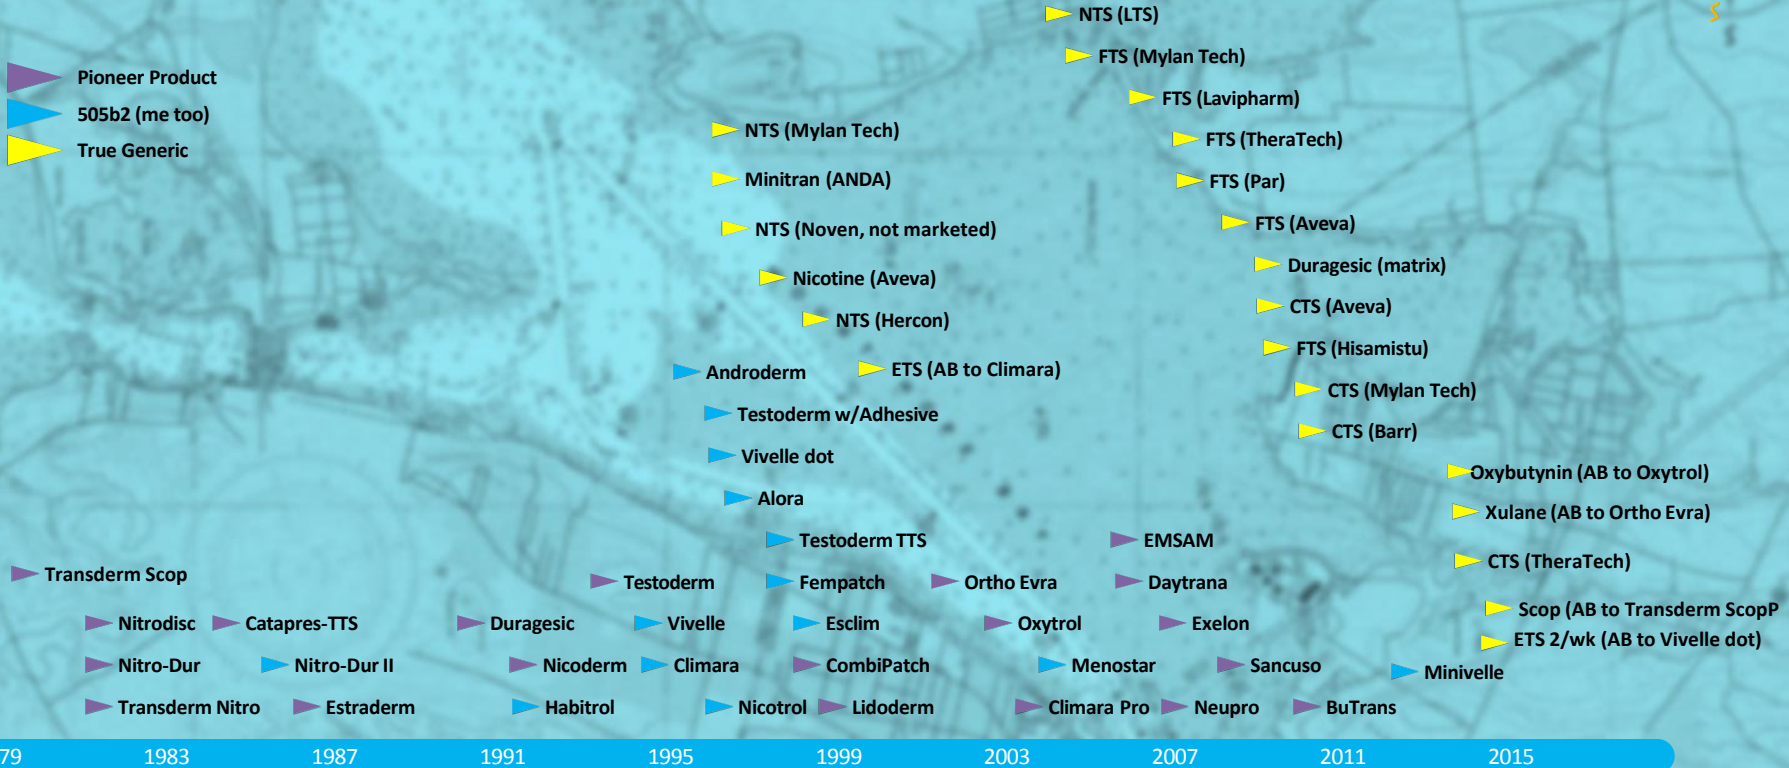 NTS (LTS)
FTS (Mylan Tech)
Pioneer Product
FTS (Lavipharm)
505b2 (me too)
NTS (Mylan Tech)
FTS (TheraTech)
True Generic
Minitran (ANDA)
FTS (Par)
NTS (Noven, not marketed)
FTS (Aveva)
Duragesic (matrix)
Nicotine (Aveva)
CTS (Aveva)
NTS (Hercon)
FTS (Hisamistu)
Androderm
ETS (AB to Climara)
CTS (Mylan Tech)
Testoderm w/Adhesive
CTS (Barr)
Vivelle dot
Oxybutynin (AB to Oxytrol)
Alora
Xulane (AB to Ortho Evra)
Testoderm TTS
EMSAM
CTS (TheraTech)
Transderm Scop
Testoderm
Fempatch
Ortho Evra
Daytrana
Scop (AB to Transderm ScopP
Nitrodisc
Catapres-TTS
Duragesic
Vivelle
Esclim
Oxytrol
Exelon
ETS 2/wk (AB to Vivelle dot)
Nitro-Dur
Nitro-Dur II
Nicoderm
Climara
CombiPatch
Menostar
Sancuso
Minivelle
Transderm Nitro
Estraderm
Habitrol
Nicotrol
Lidoderm
Climara Pro
Neupro
BuTrans
79
1983
1987
1991
1995
1999
2003
2007
2011
2015